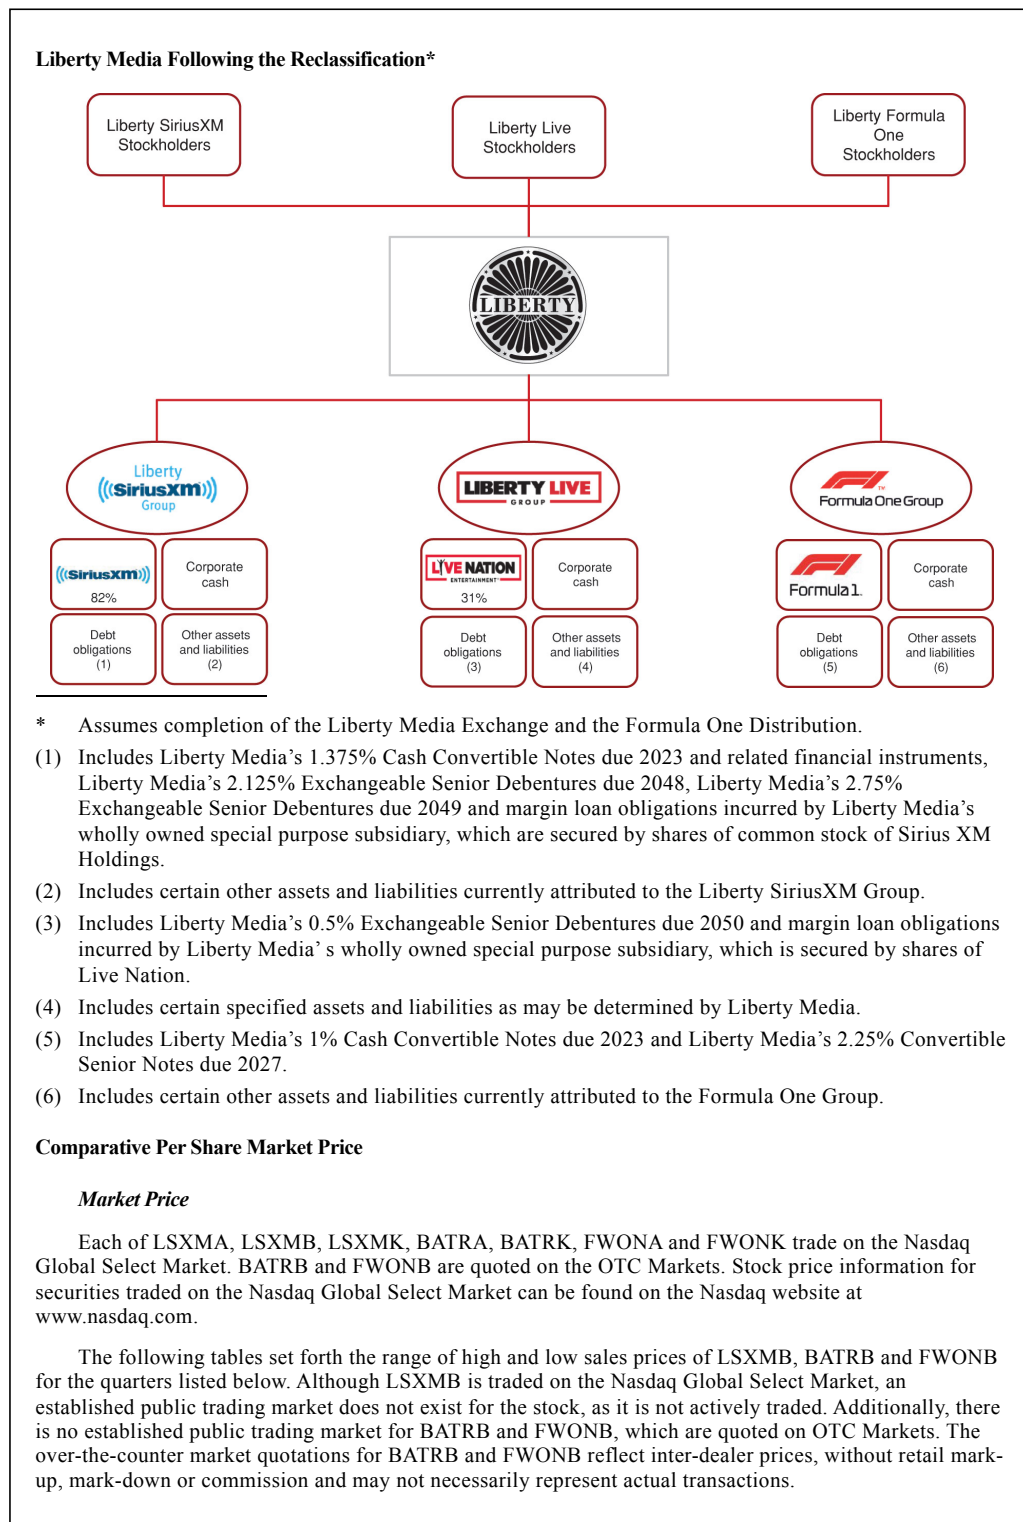 Liberty Media Following the Reclassification*
Liberty SiriusXM
Stockholders
Liberty Live
Stockholders
Liberty Formula
One
Stockholders
LIBERTY
Liberty
((SiriusXM))
Group
LIBERTY LIVE
GROUP
F1 TM
Formula One Group
((SiriusXM))
82%
Corporate
cash
LIVE NATION
ENTERTAINMENT
31%
Corporate
cash
F1
Formula 1.
Corporate
cash
Debt
obligations
(1)
Other assets
and liabilities
(2)
Debt
obligations
(3)
Other assets
and liabilities
(4)
Debt
obligations
(5)
Other assets
and liabilities
(6)
* Assumes completion of the Liberty Media Exchange and the Formula One Distribution.
(1) Includes Liberty Media’s 1.375% Cash Convertible Notes due 2023 and related financial instruments,
Liberty Media’s 2.125% Exchangeable Senior Debentures due 2048, Liberty Media’s 2.75%
Exchangeable Senior Debentures due 2049 and margin loan obligations incurred by Liberty Media’s
wholly owned special purpose subsidiary, which are secured by shares of common stock of Sirius XM
Holdings.
(2) Includes certain other assets and liabilities currently attributed to the Liberty SiriusXM Group.
(3) Includes Liberty Media’s 0.5% Exchangeable Senior Debentures due 2050 and margin loan obligations
incurred by Liberty Media’ s wholly owned special purpose subsidiary, which is secured by shares of
Live Nation.
(4) Includes certain specified assets and liabilities as may be determined by Liberty Media.
(5) Includes Liberty Media’s 1% Cash Convertible Notes due 2023 and Liberty Media’s 2.25% Convertible
Senior Notes due 2027.
(6) Includes certain other assets and liabilities currently attributed to the Formula One Group.
Comparative Per Share Market Price
Market Price
Each of LSXMA, LSXMB, LSXMK, BATRA, BATRK, FWONA and FWONK trade on the Nasdaq
Global Select Market. BATRB and FWONB are quoted on the OTC Markets. Stock price information for
securities traded on the Nasdaq Global Select Market can be found on the Nasdaq website at
www.nasdaq.com.
The following tables set forth the range of high and low sales prices of LSXMB, BATRB and FWONB
for the quarters listed below. Although LSXMB is traded on the Nasdaq Global Select Market, an
established public trading market does not exist for the stock, as it is not actively traded. Additionally, there
is no established public trading market for BATRB and FWONB, which are quoted on OTC Markets. The
over-the-counter market quotations for BATRB and FWONB reflect inter-dealer prices, without retail mark-
up, mark-down or commission and may not necessarily represent actual transactions.